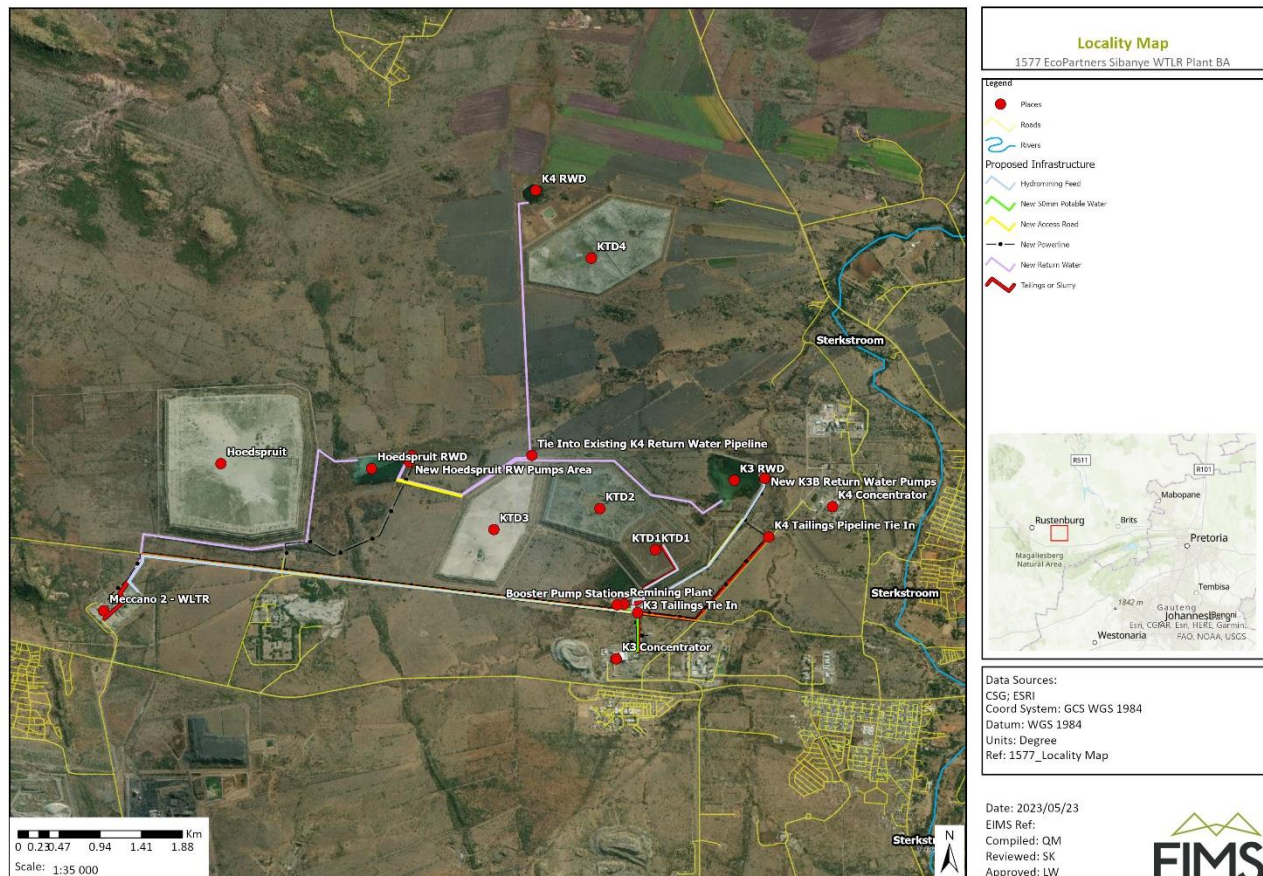 K4 RWD
KTD4
Sterkstroom
Tie Into Existing K4 Return Water Pipeline
Hoedspruit
Hoedspruit RWD
New Hoedspruit RW Pumps Area
K3 RWD
New K3B Return Water Pumps
K4 Concentrator
KTD2
KTD3
K4 Tailings Pipeline Tie In
KTD1KTD1
Sterkstroom
Booster Pump Stations
Remining Plant
Meccano 2 - WLTR
K3 Tailings Tie In
K3 Concentrator
Km
0 0.23 0.47 0.94 1.41 1.88
Scale: 1:35 000
N
Locality Map
1577 EcoPartners Sibanye WTLR Plant BA
Legend
Places
Roads
Rivers
Proposed Infrastructure
Hydromining Feed
New 50mm Potable Water
New Access Road
New Powerline
New Return Water
Tailings or Slurry
R511
R101
Mabopane
Rustenburg
Brits
Pretoria
Magaliesberg
Natural Area
Tembisa
1842 m
Gauteng
Johannesburg
Benoni
Esri, CGIAR, Esri, HERE, Garmin,
Westonaria
FAO, NOAA, USGS
Data Sources:
CSG; ESRI
Coord System: GCS WGS 1984
Datum: WGS 1984
Units: Degree
Ref: 1577_Locality Map
Date: 2023/05/23
EIMS Ref:
Compiled: QM
Reviewed: SK
Approved: LW
EIMS